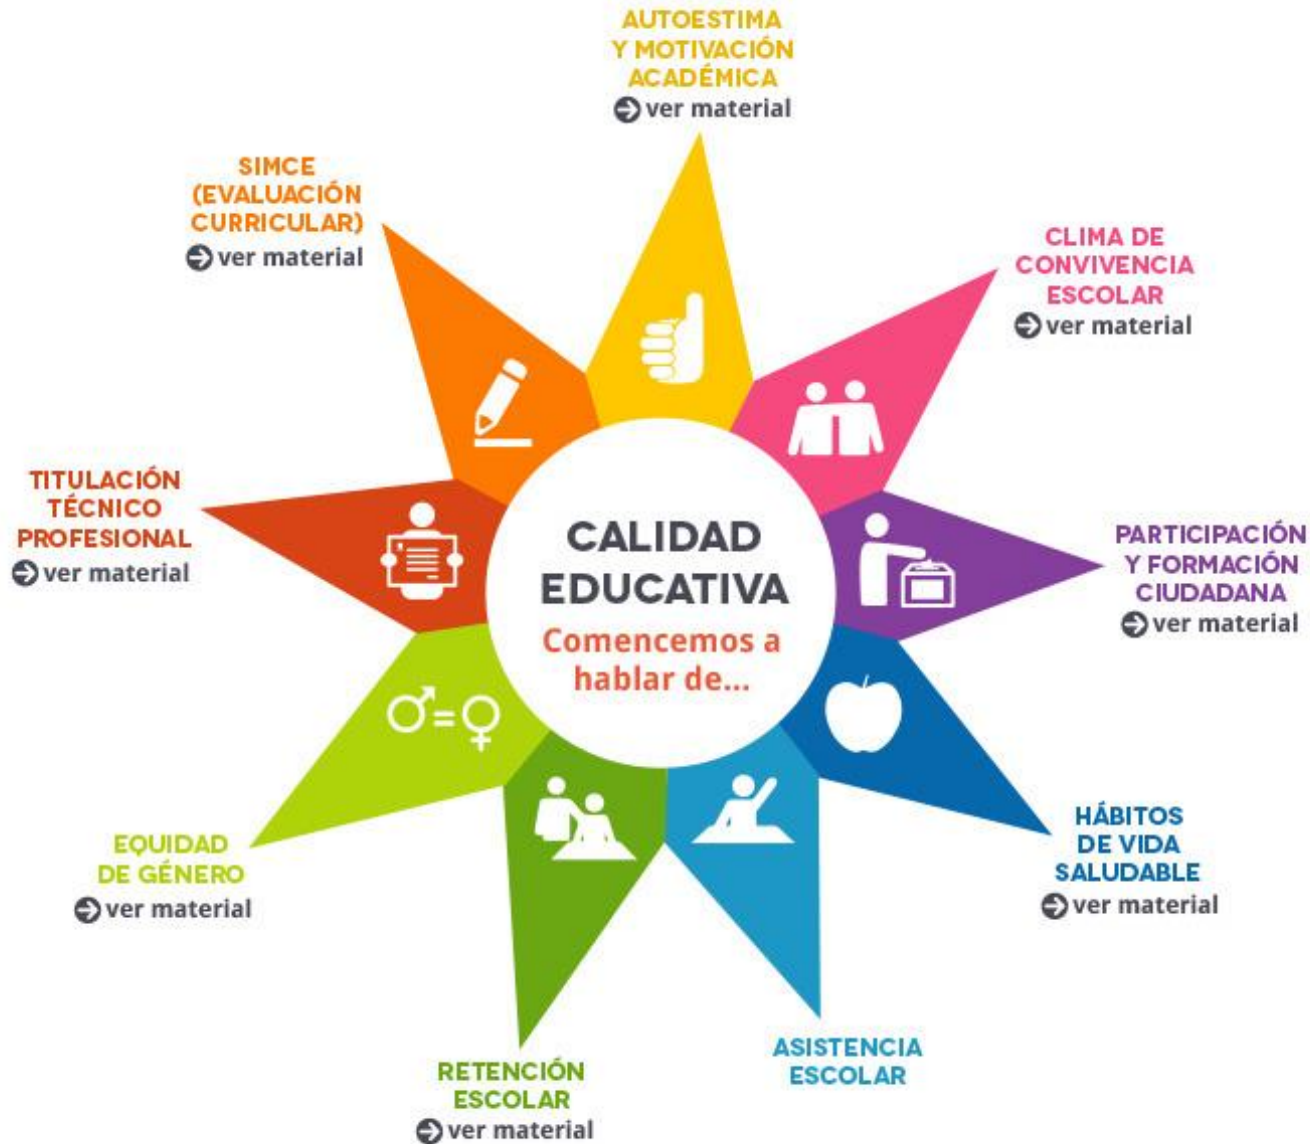 AUTOESTIMA
Y MOTIVACIÓN
ACADÉMICA
ver material
SIMCE
(EVALUACIÓN
CURRICULAR)
ver material
CLIMA DE
CONVIVENCIA
ESCOLAR
ver material
TITULACIÓN
TÉCNICO
PROFESIONAL
ver material
CALIDAD
EDUCATIVA
Comencemos a
hablar de...
PARTICIPACIÓN
Y FORMACIÓN
CIUDADANA
ver material
EQUIDAD
DE GÉNERO
ver material
HÁBITOS
DE VIDA
SALUDABLE
ver material
RETENCIÓN
ESCOLAR
ver material
ASISTENCIA
ESCOLAR